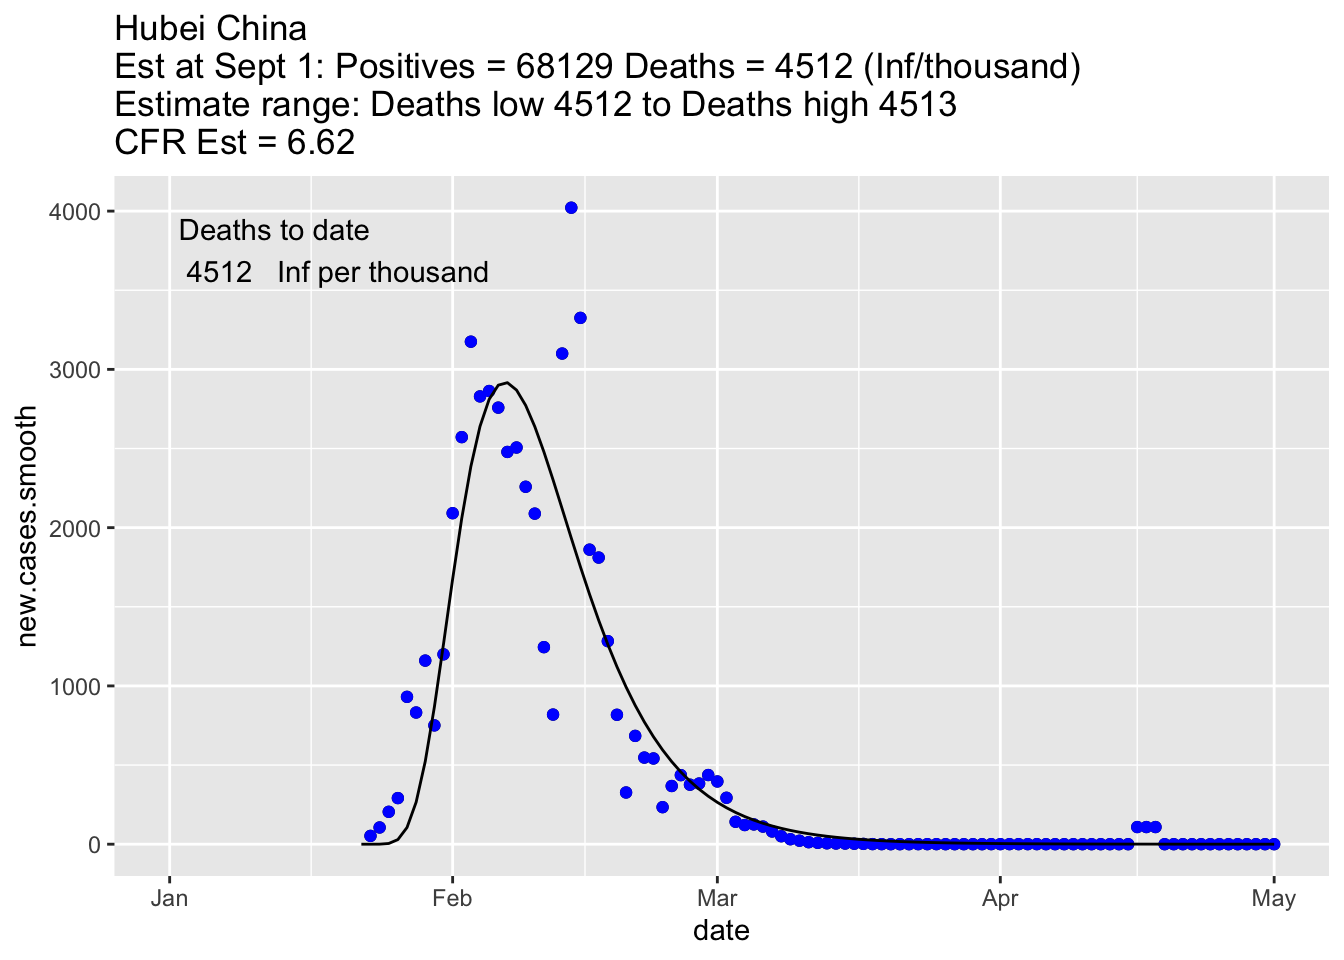 Hubei China
Est at Sept 1: Positives = 68129 Deaths = 4512 (Inf/thousand)
Estimate range: Deaths low 4512 to Deaths high 4513
CFR Est = 6.62
4000
Deaths to date
4512 Inf per thousand
3000
2000
1000
0
new.cases.smooth
Jan Feb Mar Apr May
date